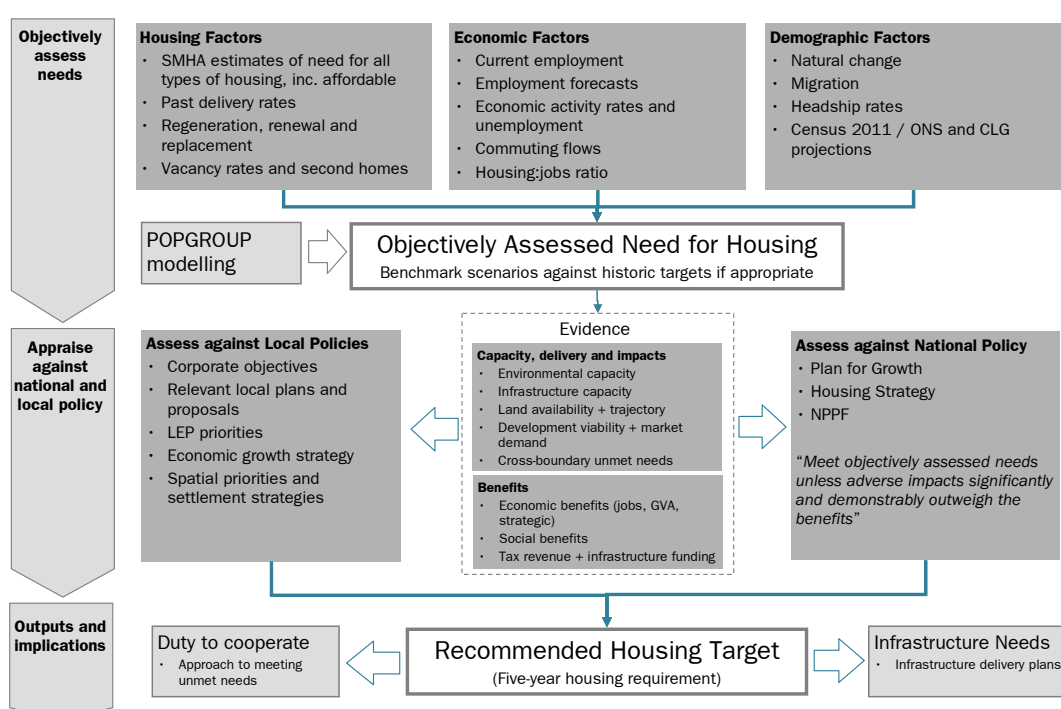 Objectively
assess
needs
Housing Factors
· SMHA estimates of need for all
types of housing, inc. affordable
· Past delivery rates
· Regeneration, renewal and
replacement
· Vacancy rates and second homes
Economic Factors
· Current employment
· Employment forecasts
· Economic activity rates and
unemployment
· Commuting flows
· Housing:jobs ratio
Demographic Factors
· Natural change
· Migration
· Headship rates
· Census 2011 / ONS and CLG
projections
POPGROUP
modelling
Objectively Assessed Need for Housing
Benchmark scenarios against historic targets if appropriate
Appraise
against
national and
local policy
Assess against Local Policies
· Corporate objectives
· Relevant local plans and
proposals
· LEP priorities
· Economic growth strategy
· Spatial priorities and
settlement strategies
Evidence
Capacity, delivery and impacts
· Environmental capacity
· Infrastructure capacity
· Land availability + trajectory
· Development viability + market
demand
· Cross-boundary unmet needs
Benefits
· Economic benefits (jobs, GVA,
strategic)
· Social benefits
· Tax revenue + infrastructure funding
Assess against National Policy
· Plan for Growth
· Housing Strategy
· NPPF
“Meet objectively assessed needs
unless adverse impacts significantly
and demonstrably outweigh the
benefits”
Outputs and
implications
Duty to cooperate
· Approach to meeting
unmet needs
Recommended Housing Target
(Five-year housing requirement)
Infrastructure Needs
· Infrastructure delivery plans